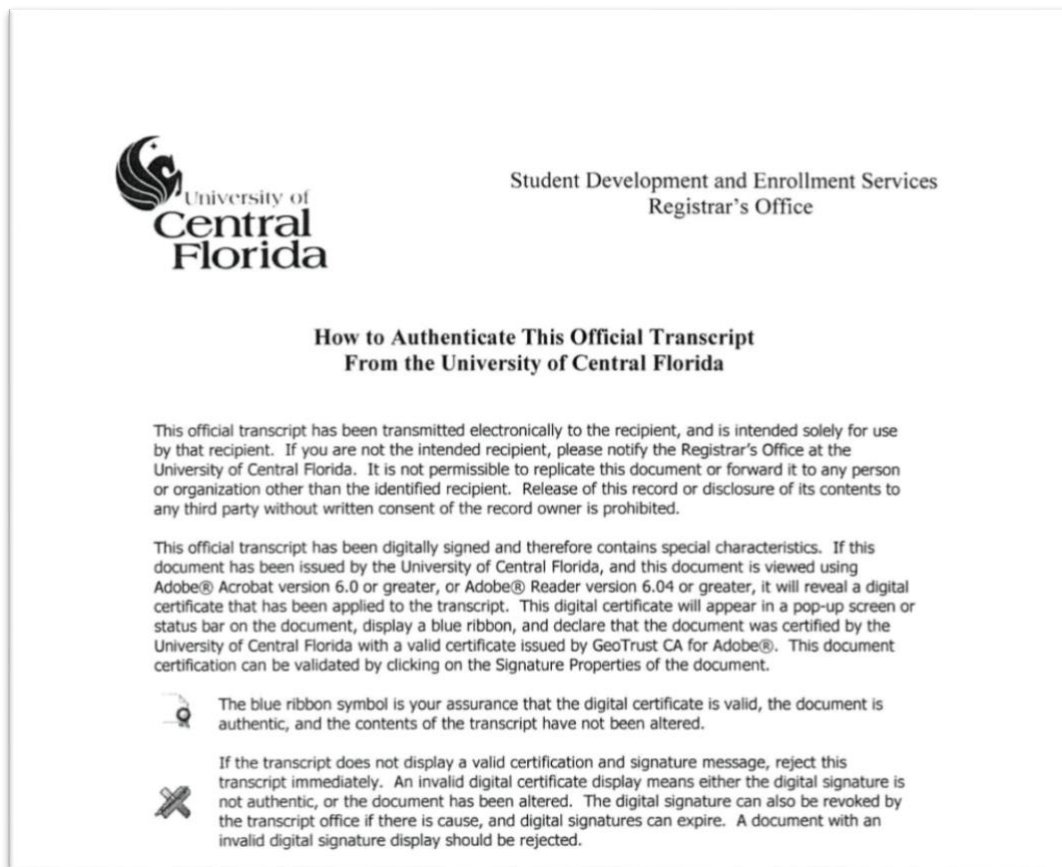 University of
Central
Florida
Student Development and Enrollment Services
Registrar's Office
How to Authenticate This Official Transcript
From the University of Central Florida
This official transcript has been transmitted electronically to the recipient, and is intended solely for use
by that recipient.  If you are not the intended recipient, please notify the Registrar's Office at the
University of Central Florida.  It is not permissible to replicate this document or forward it to any person
or organization other than the identified recipient.  Release of this record or disclosure of its contents to
any third party without written consent of the record owner is prohibited.
This official transcript has been digitally signed and therefore contains special characteristics.  If this
document has been issued by the University of Central Florida, and this document is viewed using
Adobe® Acrobat version 6.0 or greater, or Adobe® Reader version 6.04 or greater, it will reveal a digital
certificate that has been applied to the transcript.  This digital certificate will appear in a pop-up screen or
status bar on the document, display a blue ribbon, and declare that the document was certified by the
University of Central Florida with a valid certificate issued by GeoTrust CA for Adobe®.  This document
certification can be validated by clicking on the Signature Properties of the document.
The blue ribbon symbol is your assurance that the digital certificate is valid, the document is
authentic, and the contents of the transcript have not been altered.
If the transcript does not display a valid certification and signature message, reject this
transcript immediately.  An invalid digital certificate display means either the digital signature is
not authentic, or the document has been altered.  The digital signature can also be revoked by
the transcript office if there is cause, and digital signatures can expire.  A document with an
invalid digital signature display should be rejected.